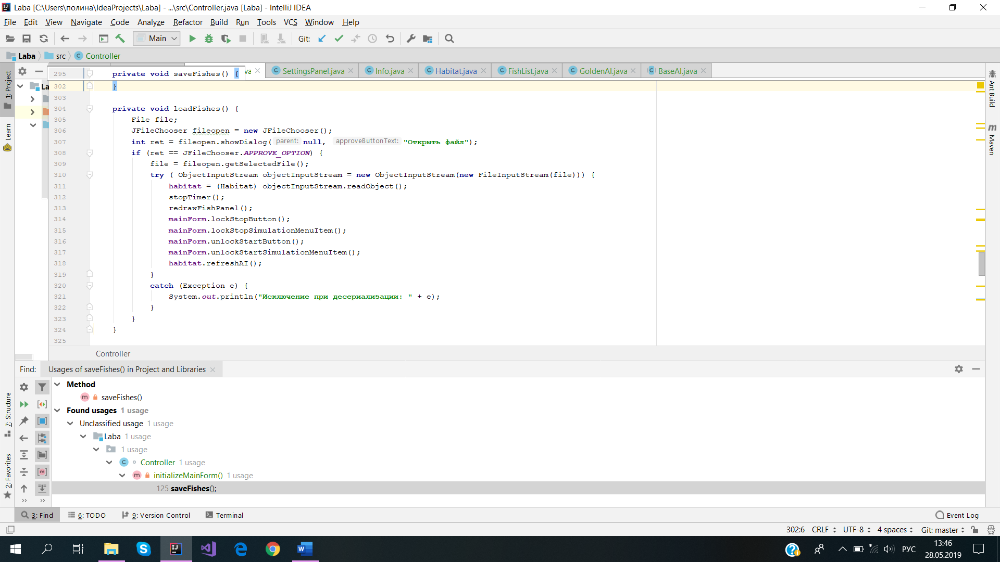 Laba [C:\Users\полина\IdeaProjects\Laba] - ...\src\Controller.java [Laba] - IntelliJ IDEA
File Edit View Navigate Code Analyze Refactor Build Run Tools VCS Window Help
Main Git:
Laba src Controller
SettingsPanel.java Info.java Habitat.java FishList.java GoldenAI.java BaseAI.java
1: Project
Learn
7: Structure
2: Favorites
Ant Build
Maven
La
295 private void saveFishes() {
302 }
303
304 private void loadFishes() {
305 File file;
306 JFileChooser fileopen = new JFileChooser();
307 int ret = fileopen.showDialog( parent: null, approveButtonText: "Открыть файл");
308 if (ret == JFileChooser.APPROVE_OPTION) {
309 file = fileopen.getSelectedFile();
310 try ( ObjectInputStream objectInputStream = new ObjectInputStream(new FileInputStream(file))) {
311 habitat = (Habitat) objectInputStream.readObject();
312 stopTimer();
313 redrawFishPanel();
314 mainForm.lockStopButton();
315 mainForm.lockStopSimulationMenuItem();
316 mainForm.unlockStartButton();
317 mainForm.unlockStartSimulationMenuItem();
318 habitat.refreshAI();
319 }
320 catch (Exception e) {
321 System.out.println("Исключение при десериализации: " + e);
322 }
323 }
324 }
325
Controller
Find: Usages of saveFishes() in Project and Libraries
Method
saveFishes()
Found usages 1 usage
Unclassified usage 1 usage
Laba 1 usage
1 usage
Controller 1 usage
initializeMainForm() 1 usage
125 saveFishes();
3: Find 6: TODO 9: Version Control Terminal Event Log
302:6 CRLF UTF-8 4 spaces Git: master
РУС
13:46
28.05.2019